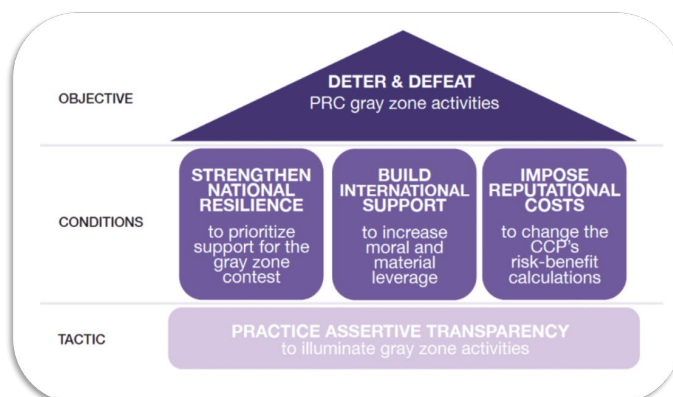 OBJECTIVE
DETER & DEFEAT
PRC gray zone activities
CONDITIONS
STRENGTHEN
NATIONAL
RESILIENCE
to prioritize
support for the
gray zone
contest
BUILD
INTERNATIONAL
SUPPORT
to increase
moral and
material
leverage
IMPOSE
REPUTATIONAL
COSTS
to change the
CCP's
risk-benefit
calculations
TACTIC
PRACTICE ASSERTIVE TRANSPARENCY
to illuminate gray zone activities